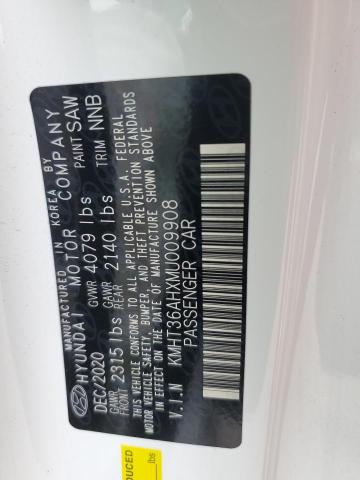 MANUFACTURED IN KOREA BY
HYUNDAI MOTOR COMPANY
DEC/2020 GVWR 4079 lbs PAINT SAW
GAWR FRONT 2315 lbs GAWR REAR 2140 lbs TRIM NNB
THIS VEHICLE CONFORMS TO ALL APPLICABLE U.S.A. FEDERAL
MOTOR VEHICLE SAFETY, BUMPER, AND THEFT PREVENTION STANDARDS
IN EFFECT ON THE DATE OF MANUFACTURE SHOWN ABOVE
V.I.N KMHT36AHXMU009908
PASSENGER CAR
DUCED
lbs